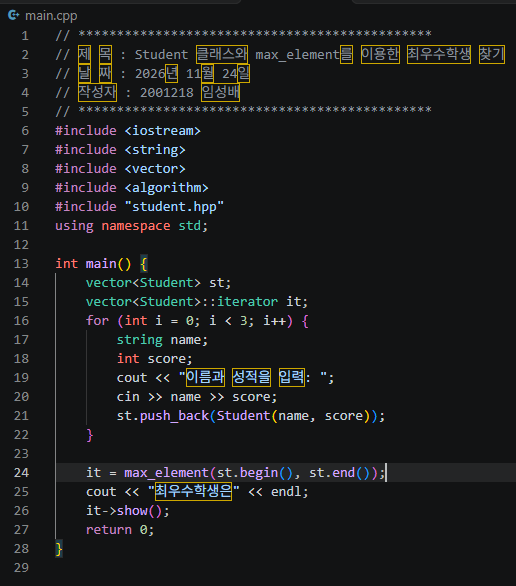 main.cpp
1 // **********************************************
2 // 제 목 : Student 클래스와 max_element를 이용한 최우수학생 찾기
3 // 날 짜 : 2026년 11월 24일
4 // 작성자 : 2001218 임성배
5 // **********************************************
6 #include <iostream>
7 #include <string>
8 #include <vector>
9 #include <algorithm>
10 #include "student.hpp"
11 using namespace std;
12
13 int main() {
14     vector<Student> st;
15     vector<Student>::iterator it;
16     for (int i = 0; i < 3; i++) {
17         string name;
18         int score;
19         cout << "이름과 성적을 입력: ";
20         cin >> name >> score;
21         st.push_back(Student(name, score));
22     }
23
24     it = max_element(st.begin(), st.end());
25     cout << "최우수학생은" << endl;
26     it->show();
27     return 0;
28 }
29